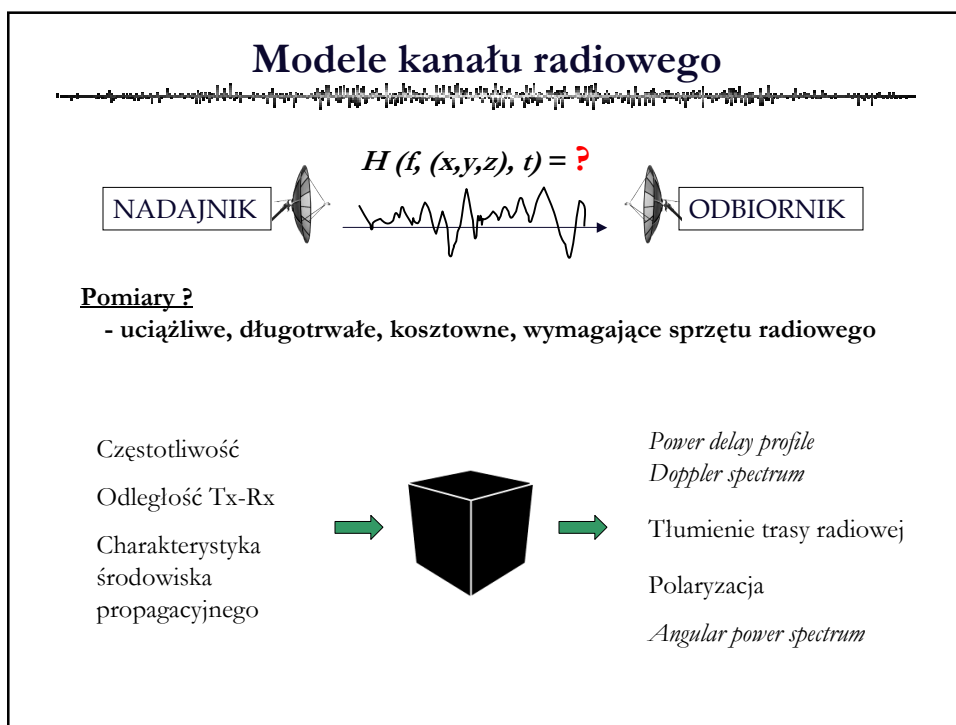 Modele kanału radiowego
H (f, (x,y,z), t) = ?
NADAJNIK
ODBIORNIK
Pomiary ?
- uciążliwe, długotrwałe, kosztowne, wymagające sprzętu radiowego
Częstotliwość
Odległość Tx-Rx
Charakterystyka
środowiska
propagacyjnego
Power delay profile
Doppler spectrum
Tłumienie trasy radiowej
Polaryzacja
Angular power spectrum